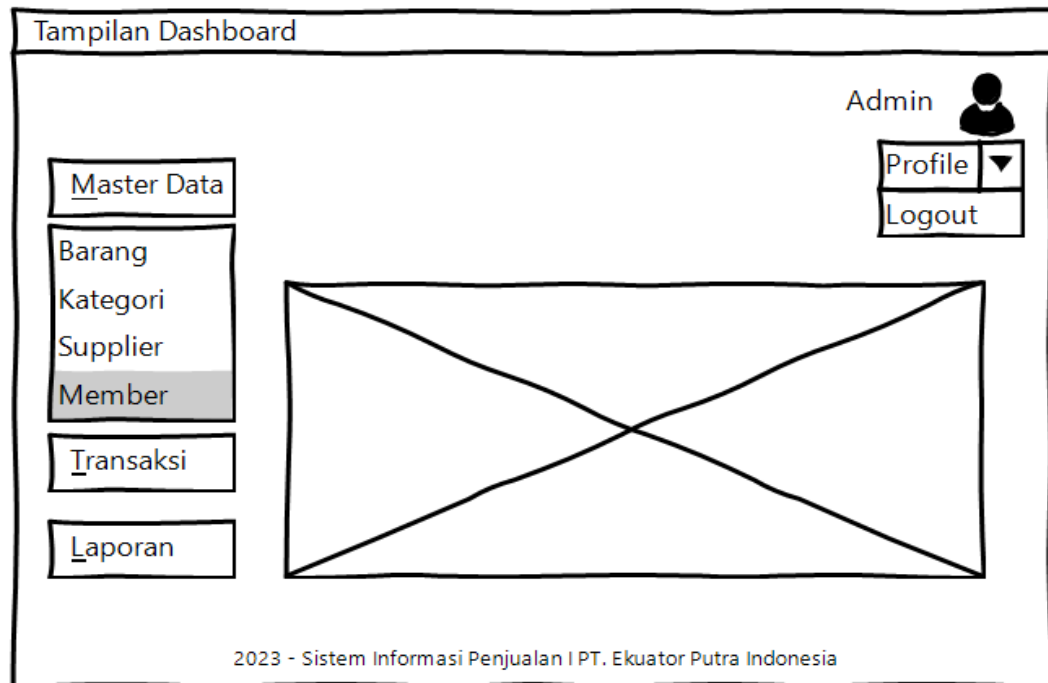 Tampilan Dashboard
Admin
Profile
Logout
Master Data
Barang
Kategori
Supplier
Member
Transaksi
Laporan
2023 - Sistem Informasi Penjualan I PT. Ekuator Putra Indonesia